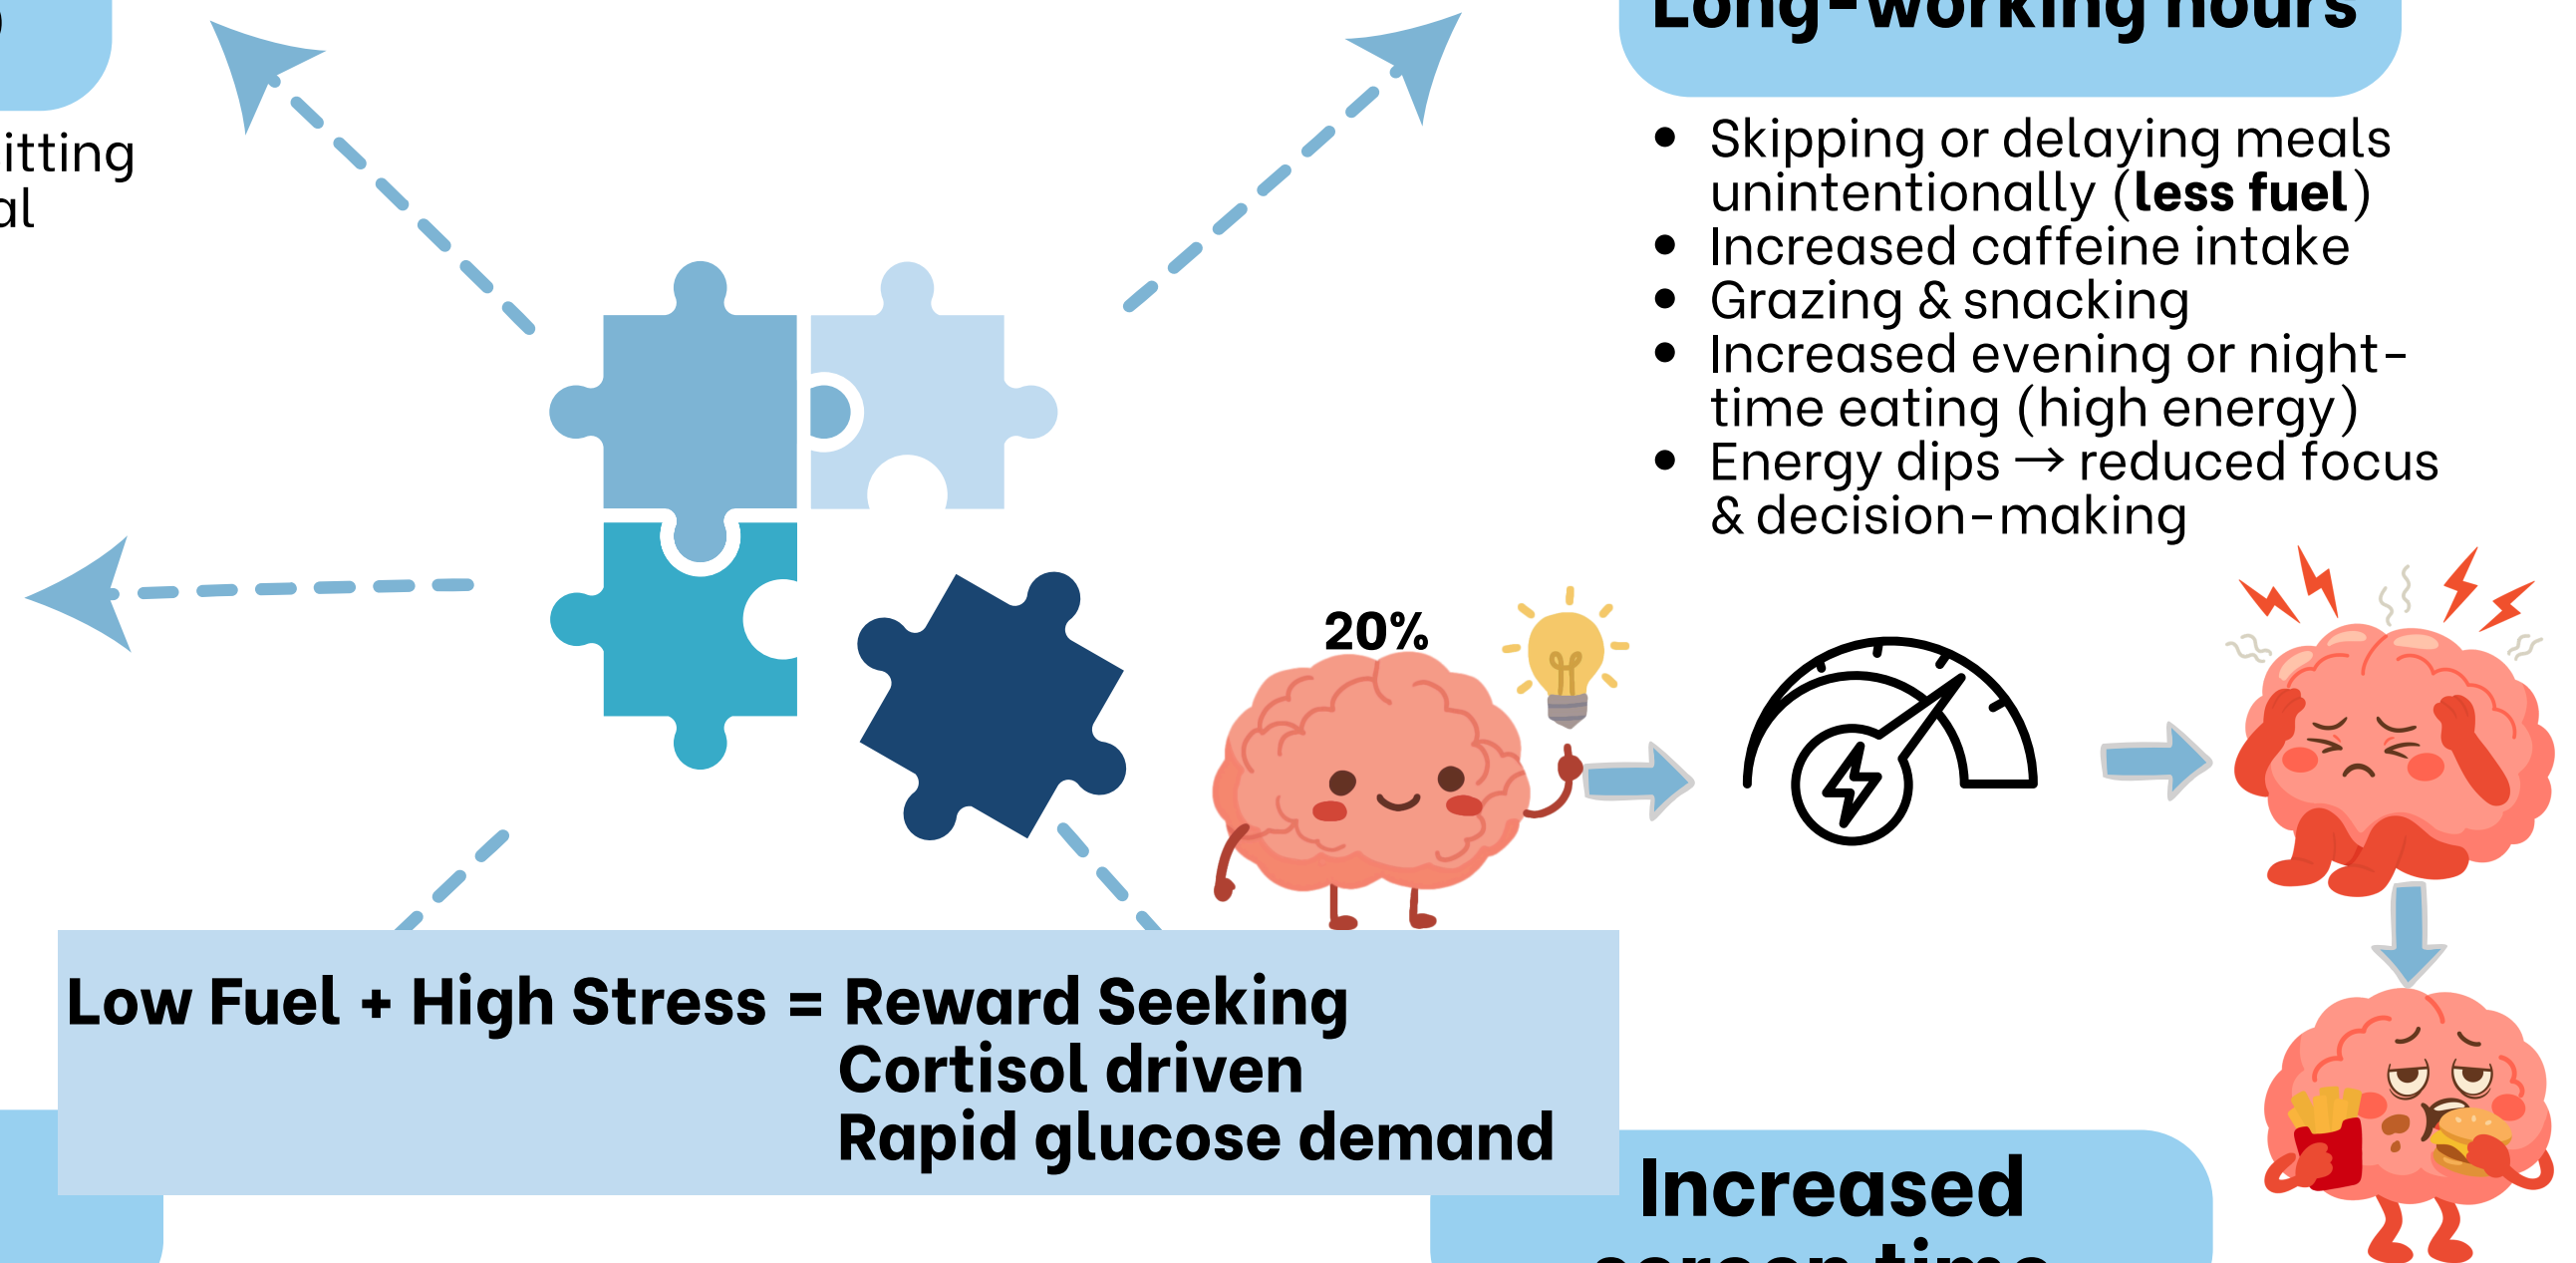 Long-working hours
itting
al
• Skipping or delaying meals
unintentionally (less fuel)
• Increased caffeine intake
• Grazing & snacking
• Increased evening or night-
time eating (high energy)
• Energy dips → reduced focus
& decision-making
20%
Low Fuel + High Stress = Reward Seeking
Cortisol driven
Rapid glucose demand
Increased
screen time